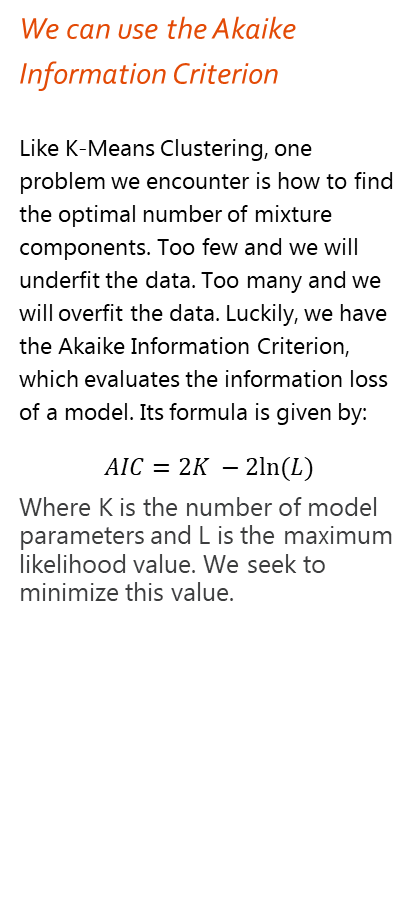 We can use the Akaike
Information Criterion
Like K-Means Clustering, one
problem we encounter is how to find
the optimal number of mixture
components. Too few and we will
underfit the data. Too many and we
will overfit the data. Luckily, we have
the Akaike Information Criterion,
which evaluates the information loss
of a model. Its formula is given by:
AIC = 2K − 2ln(L)
Where K is the number of model
parameters and L is the maximum
likelihood value. We seek to
minimize this value.